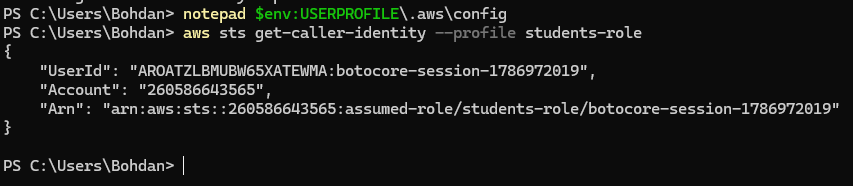 PS C:\Users\Bohdan> notepad $env:USERPROFILE\.aws\config
PS C:\Users\Bohdan> aws sts get-caller-identity --profile students-role
{
    "UserId": "AROATZLBMUBW65XATEWMA:botocore-session-1786972019",
    "Account": "260586643565",
    "Arn": "arn:aws:sts::260586643565:assumed-role/students-role/botocore-session-1786972019"
}
PS C:\Users\Bohdan>